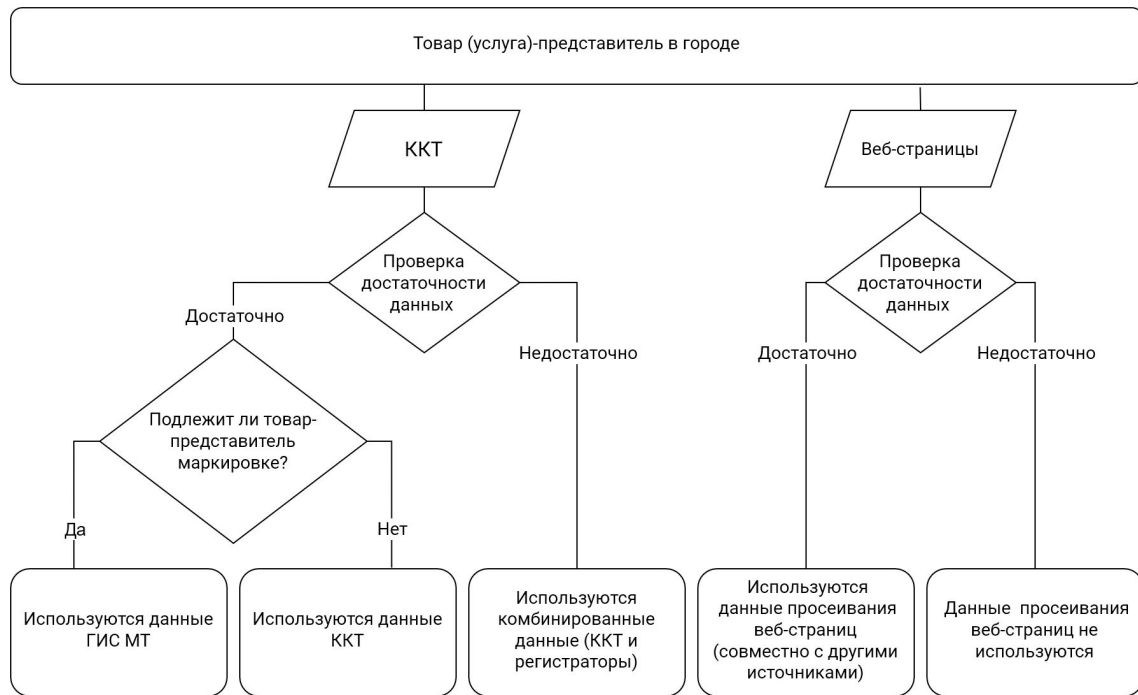 Товар (услуга)-представитель в городе
ККТ
Веб-страницы
Проверка
достаточности
данных
Проверка
достаточности
данных
Достаточно
Недостаточно
Достаточно
Недостаточно
Подлежит ли товар-
представитель
маркировке?
Да
Нет
Используются данные
ГИС МТ
Используются данные
ККТ
Используются
комбинированные
данные (ККТ и
регистраторы)
Используются
данные просеивания
веб-страниц
(совместно с другими
источниками)
Данные просеивания
веб-страниц не
используются